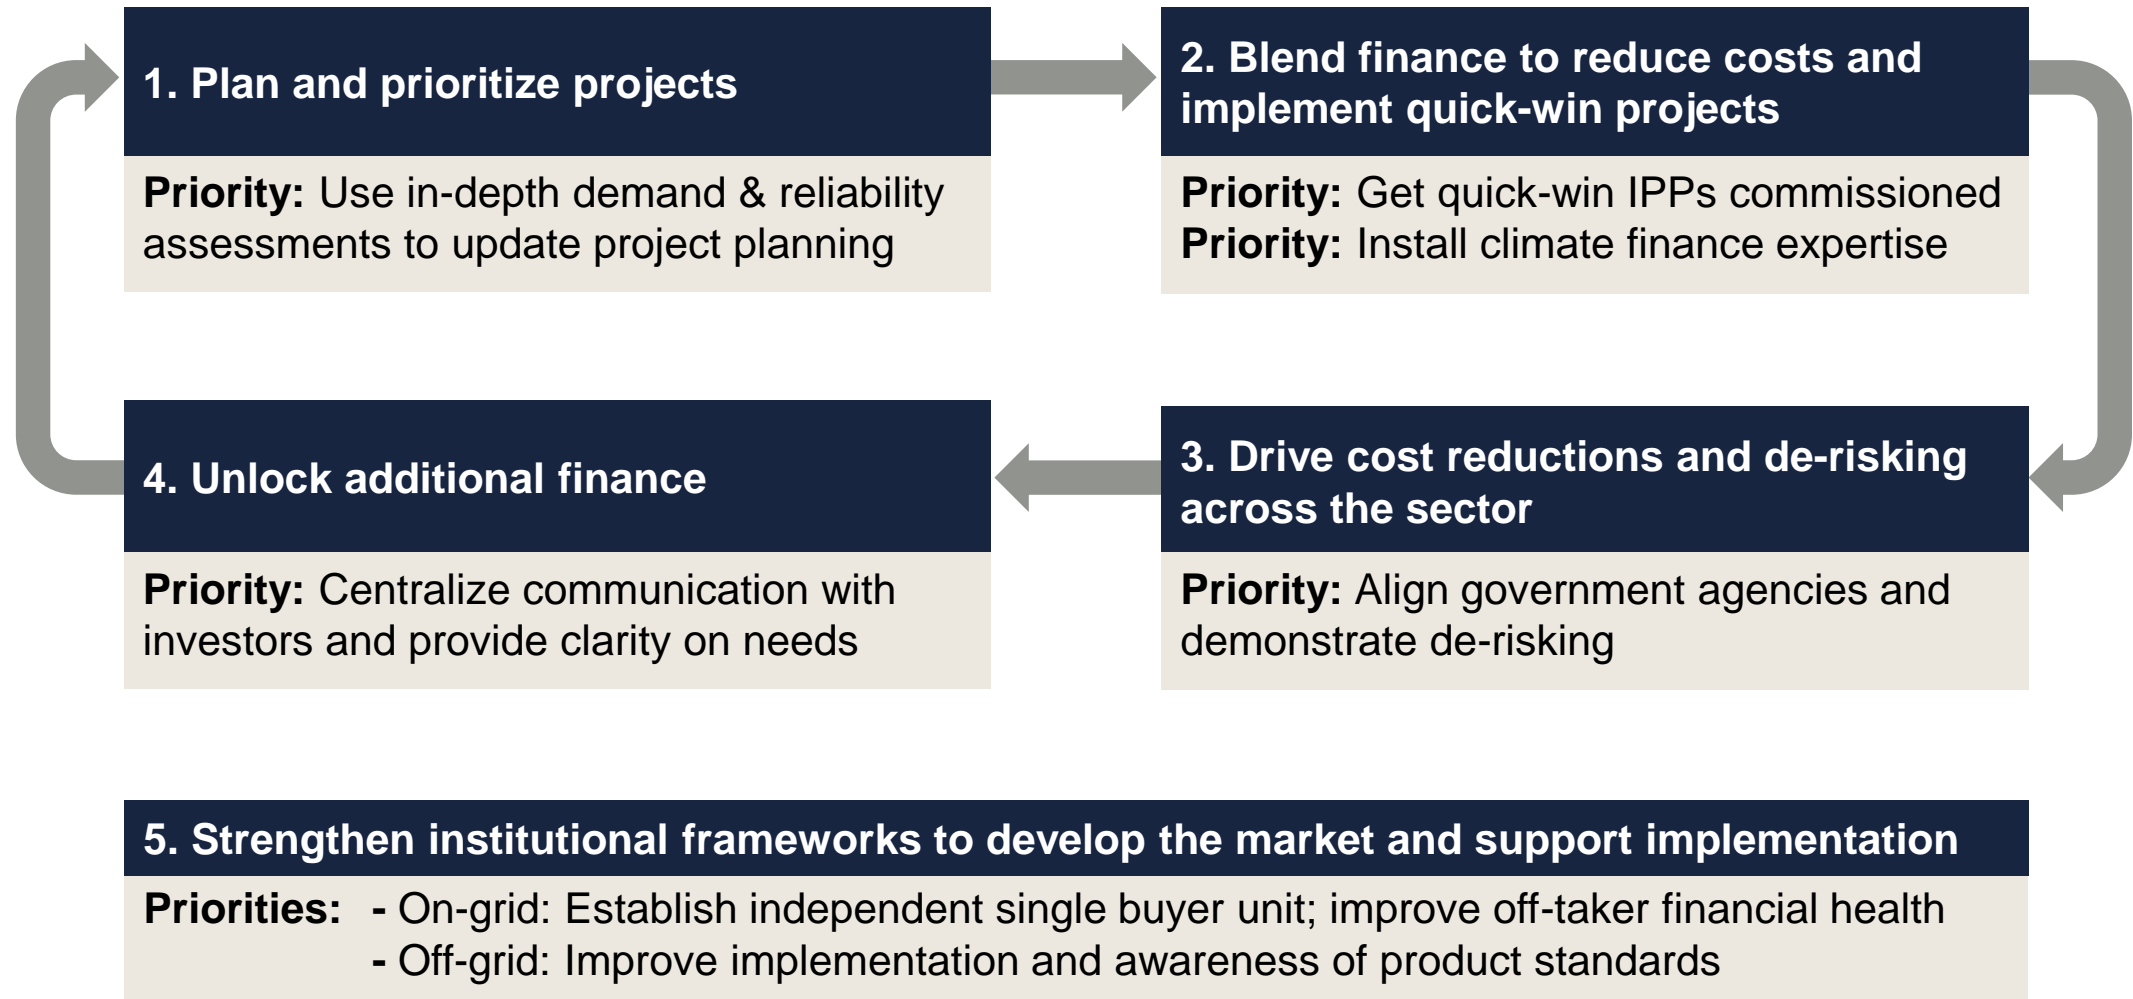 1. Plan and prioritize projects
Priority: Use in-depth demand & reliability
assessments to update project planning
2. Blend finance to reduce costs and
implement quick-win projects
Priority: Get quick-win IPPs commissioned
Priority: Install climate finance expertise
3. Drive cost reductions and de-risking
across the sector
Priority: Align government agencies and
demonstrate de-risking
4. Unlock additional finance
Priority: Centralize communication with
investors and provide clarity on needs
5. Strengthen institutional frameworks to develop the market and support implementation
Priorities: - On-grid: Establish independent single buyer unit; improve off-taker financial health
- Off-grid: Improve implementation and awareness of product standards